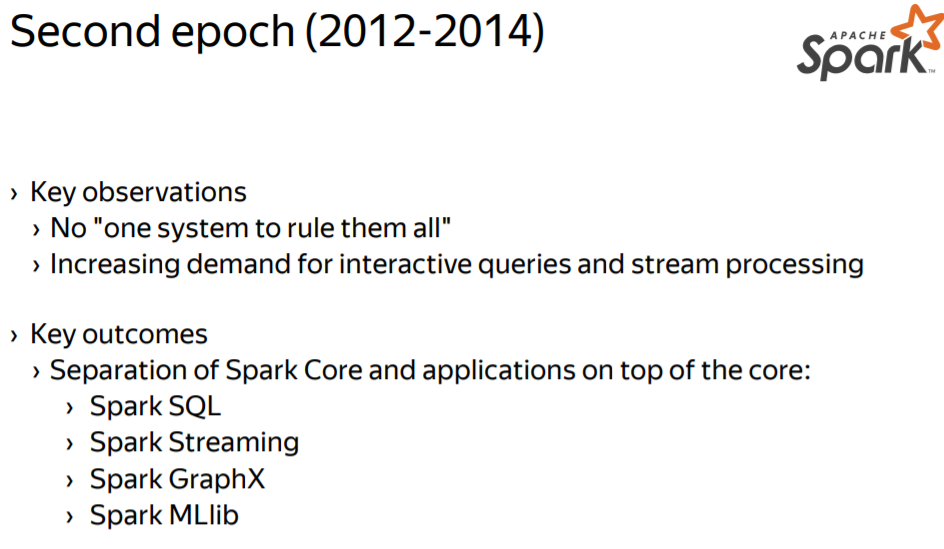 Second epoch (2012-2014)
APACHE
Spark™
› Key observations
› No "one system to rule them all"
› Increasing demand for interactive queries and stream processing
› Key outcomes
› Separation of Spark Core and applications on top of the core:
› Spark SQL
› Spark Streaming
› Spark GraphX
› Spark MLlib